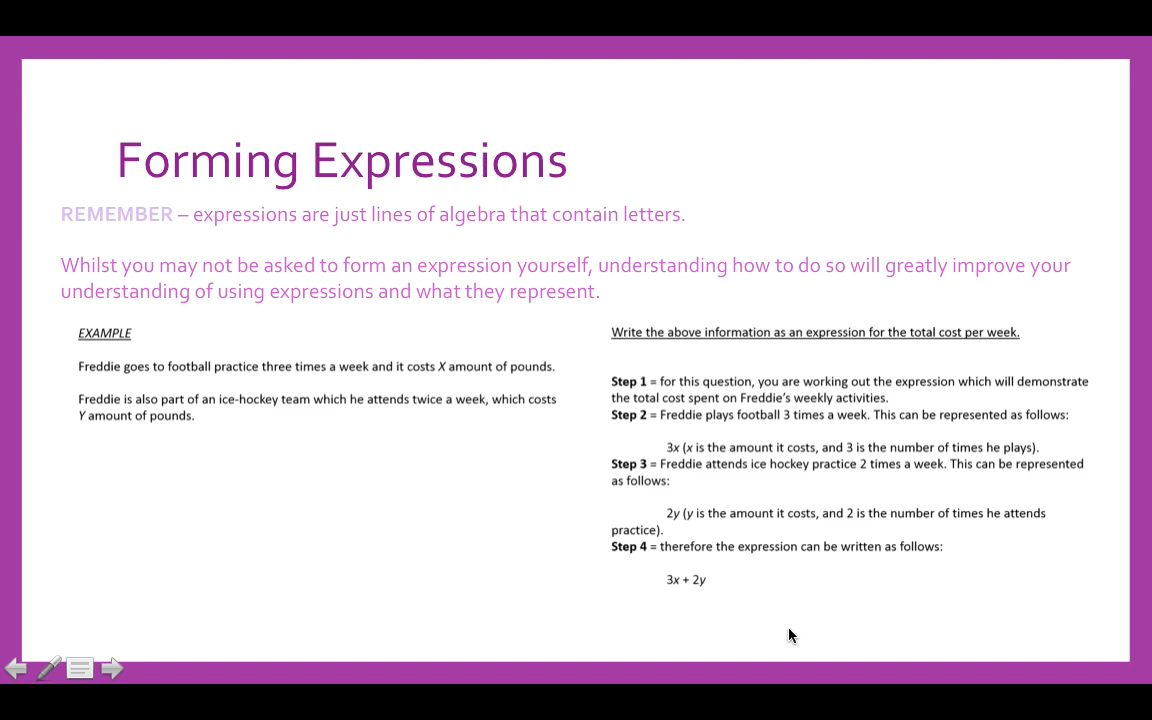 Forming Expressions
REMEMBER – expressions are just lines of algebra that contain letters.
Whilst you may not be asked to form an expression yourself, understanding how to do so will greatly improve your
understanding of using expressions and what they represent.
EXAMPLE
Freddie goes to football practice three times a week and it costs X amount of pounds.
Freddie is also part of an ice-hockey team which he attends twice a week, which costs
Y amount of pounds.
Write the above information as an expression for the total cost per week.
Step 1 = for this question, you are working out the expression which will demonstrate
the total cost spent on Freddie's weekly activities.
Step 2 = Freddie plays football 3 times a week. This can be represented as follows:
3x (x is the amount it costs, and 3 is the number of times he plays).
Step 3 = Freddie attends ice hockey practice 2 times a week. This can be represented
as follows:
2y (y is the amount it costs, and 2 is the number of times he attends
practice).
Step 4 = therefore the expression can be written as follows:
3x + 2y